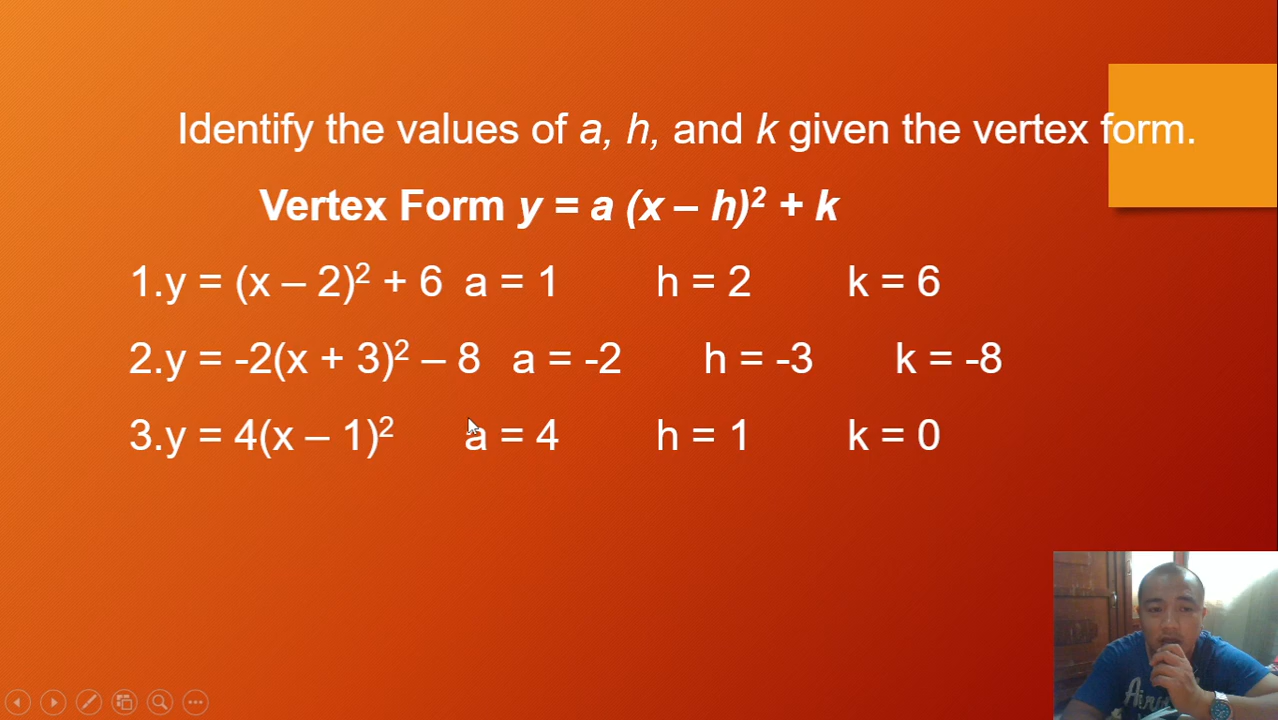 Identify the values of a, h, and k given the vertex form.
Vertex Form y = a (x – h)² + k
1.y = (x – 2)² + 6 a = 1 h = 2 k = 6
2.y = -2(x + 3)² – 8 a = -2 h = -3 k = -8
3.y = 4(x – 1)² a = 4 h = 1 k = 0